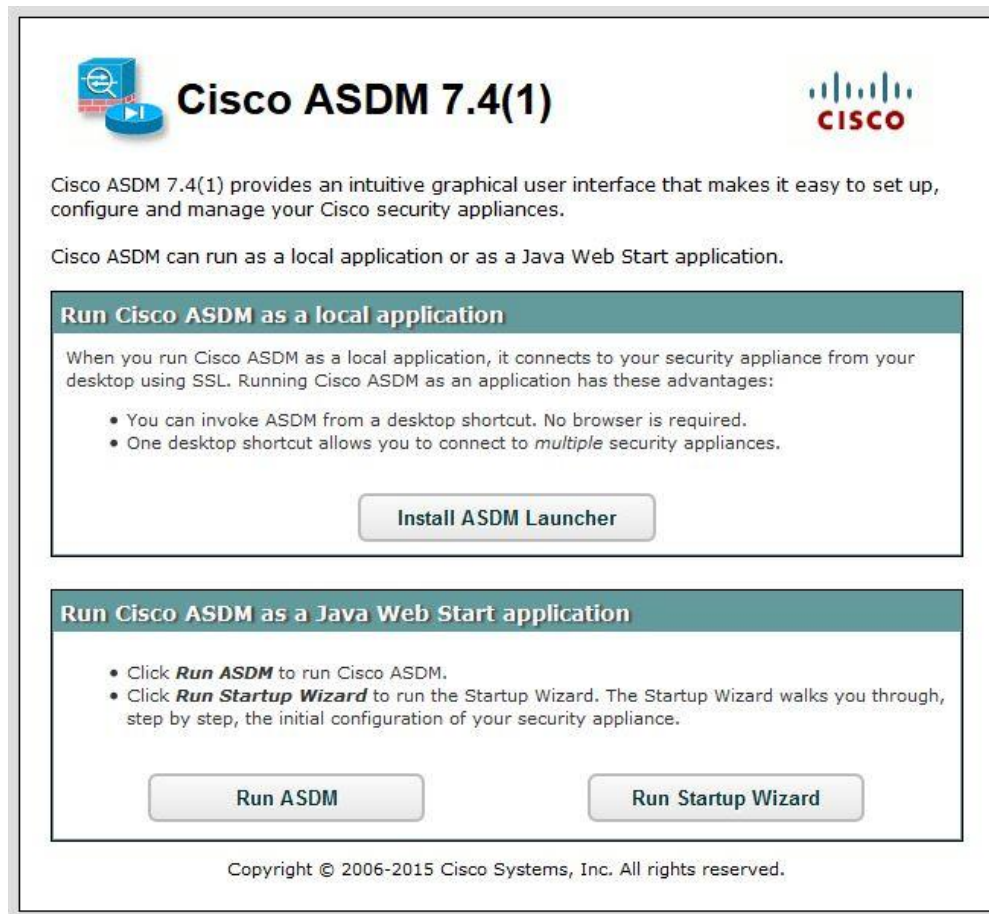 Cisco ASDM 7.4(1)
CISCO
Cisco ASDM 7.4(1) provides an intuitive graphical user interface that makes it easy to set up,
configure and manage your Cisco security appliances.
Cisco ASDM can run as a local application or as a Java Web Start application.
Run Cisco ASDM as a local application
When you run Cisco ASDM as a local application, it connects to your security appliance from your
desktop using SSL. Running Cisco ASDM as an application has these advantages:
• You can invoke ASDM from a desktop shortcut. No browser is required.
• One desktop shortcut allows you to connect to multiple security appliances.
Install ASDM Launcher
Run Cisco ASDM as a Java Web Start application
• Click Run ASDM to run Cisco ASDM.
• Click Run Startup Wizard to run the Startup Wizard. The Startup Wizard walks you through,
step by step, the initial configuration of your security appliance.
Run ASDM
Run Startup Wizard
Copyright © 2006-2015 Cisco Systems, Inc. All rights reserved.